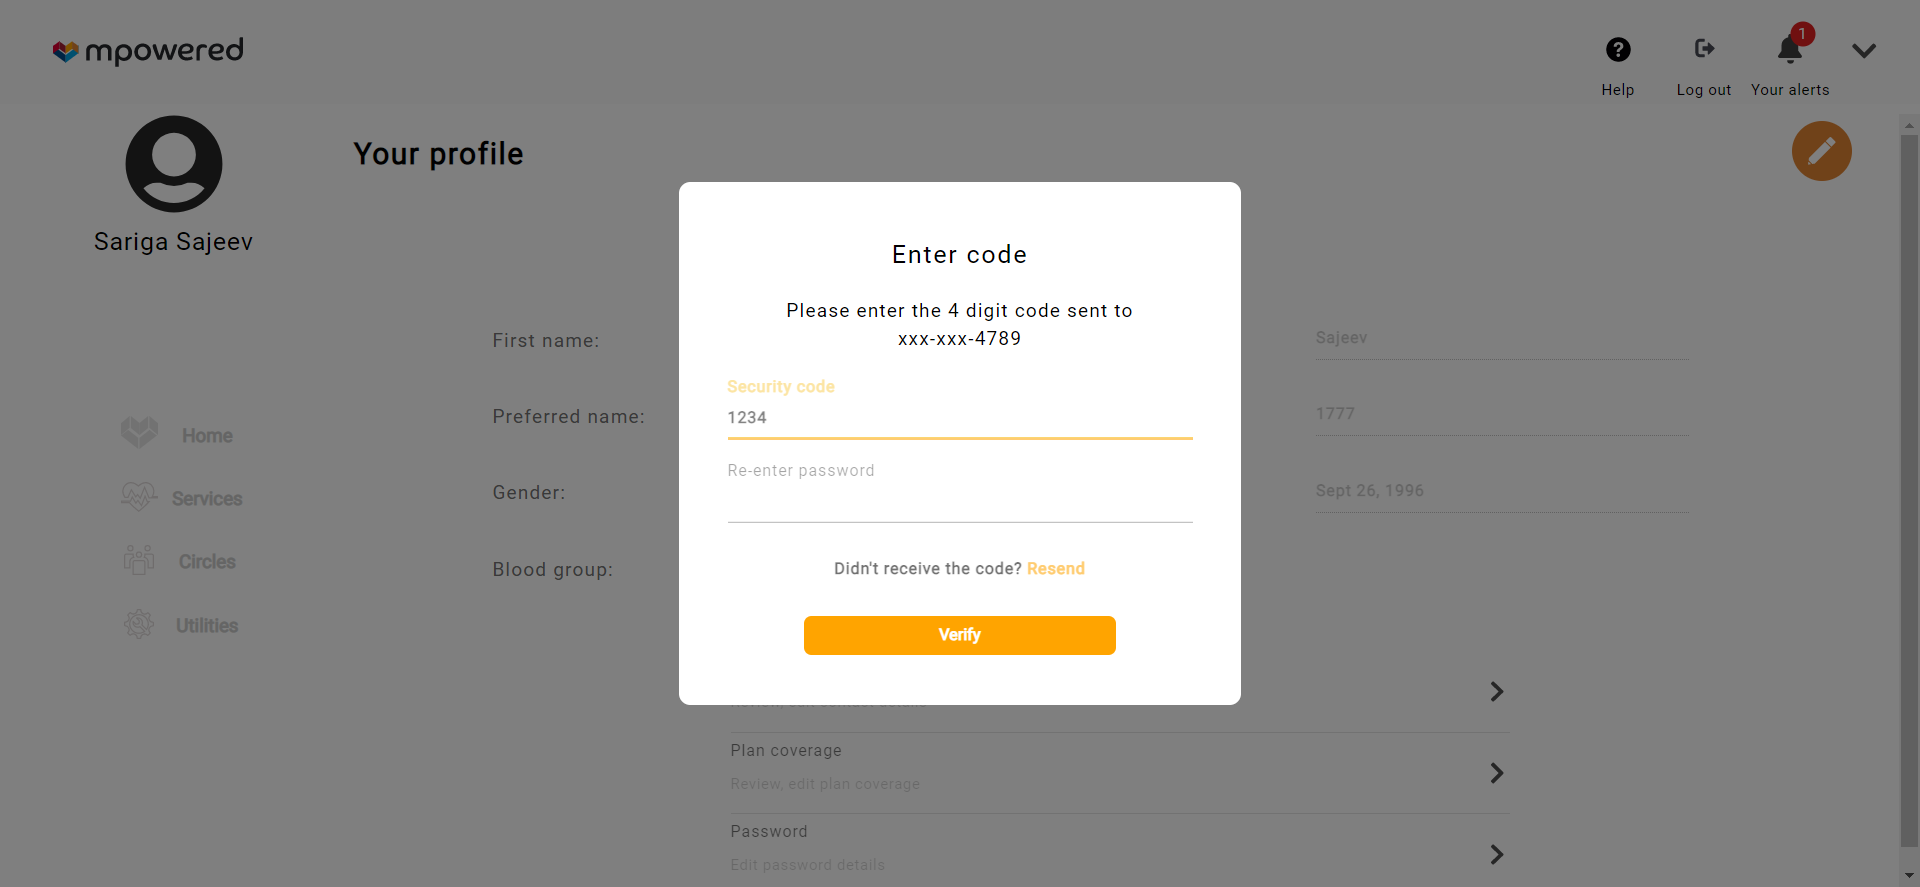 mpowered
1
Help
Log out
Your alerts
Sariga Sajeev
Your profile
Home
Services
Circles
Utilities
First name:
Sajeev
Preferred name:
1777
Gender:
Sept 26, 1996
Blood group:
Enter code
Please enter the 4 digit code sent to
xxx-xxx-4789
Security code
1234
Re-enter password
Didn't receive the code? Resend
Verify
Plan coverage
Review, edit plan coverage
Password
Edit password details